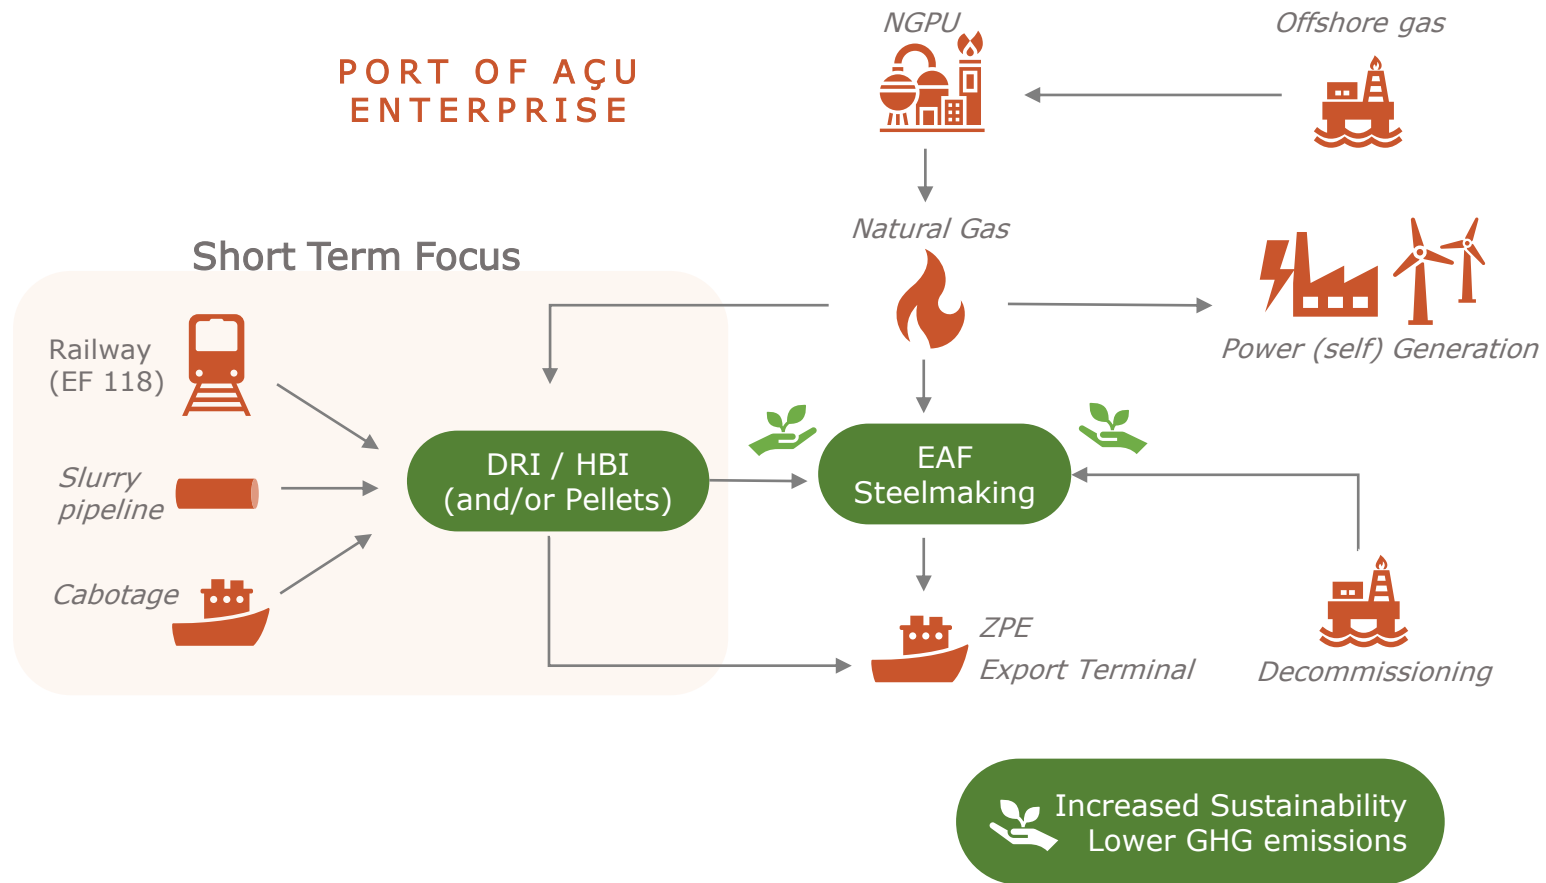 PORT OF AÇU
ENTERPRISE
NGPU
Offshore gas
Natural Gas
Power (self) Generation
Short Term Focus
Railway
(EF 118)
Slurry
pipeline
Cabotage
DRI / HBI
(and/or Pellets)
EAF
Steelmaking
ZPE
Export Terminal
Decommissioning
Increased Sustainability
Lower GHG emissions